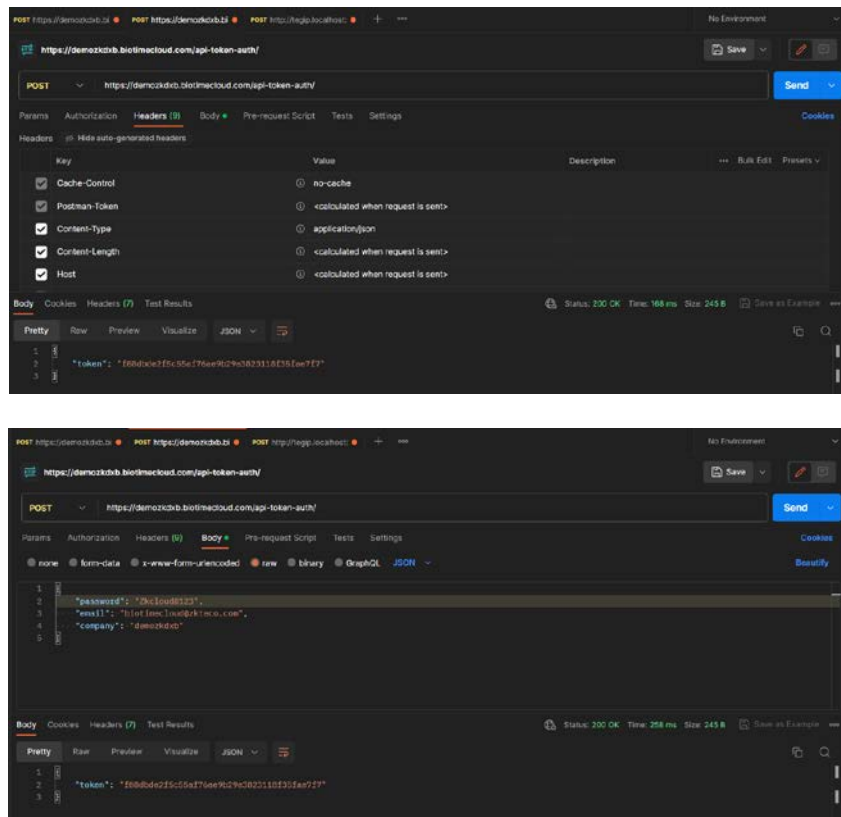 POST https://demozkdxb.bi POST https://demozkdxb.bi POST http://tegip.localhost: + ••• No Environment
https://demozkdxb.biotimecloud.com/api-token-auth/ Save
POST https://demozkdxb.biotimecloud.com/api-token-auth/ Send
Params Authorization Headers (9) Body Pre-request Script Tests Settings Cookies
Headers Hide auto-generated headers
Key Value Description ••• Bulk Edit Presets
Cache-Control no-cache
Postman-Token <calculated when request is sent>
Content-Type application/json
Content-Length <calculated when request is sent>
Host <calculated when request is sent>
Body Cookies Headers (7) Test Results Status: 200 OK Time: 168 ms Size: 245 B Save as Example •••
Pretty Raw Preview Visualize JSON
1 {
2 "token":
3 }
POST https://demozkdxb.bi POST https://demozkdxb.bi POST http://tegip.localhost: + ••• No Environment
https://demozkdxb.biotimecloud.com/api-token-auth/ Save
POST https://demozkdxb.biotimecloud.com/api-token-auth/ Send
Params Authorization Headers (9) Body Pre-request Script Tests Settings Cookies
none form-data x-www-form-urlencoded raw binary GraphQL JSON Beautify
1 {
2 "password":
3 "email": "biotimecloud@zkteco.com",
4 "company": "demozkdxb"
5 }
Body Cookies Headers (7) Test Results Status: 200 OK Time: 258 ms Size: 245 B Save as Example •••
Pretty Raw Preview Visualize JSON
1 {
2 "token":
3 }